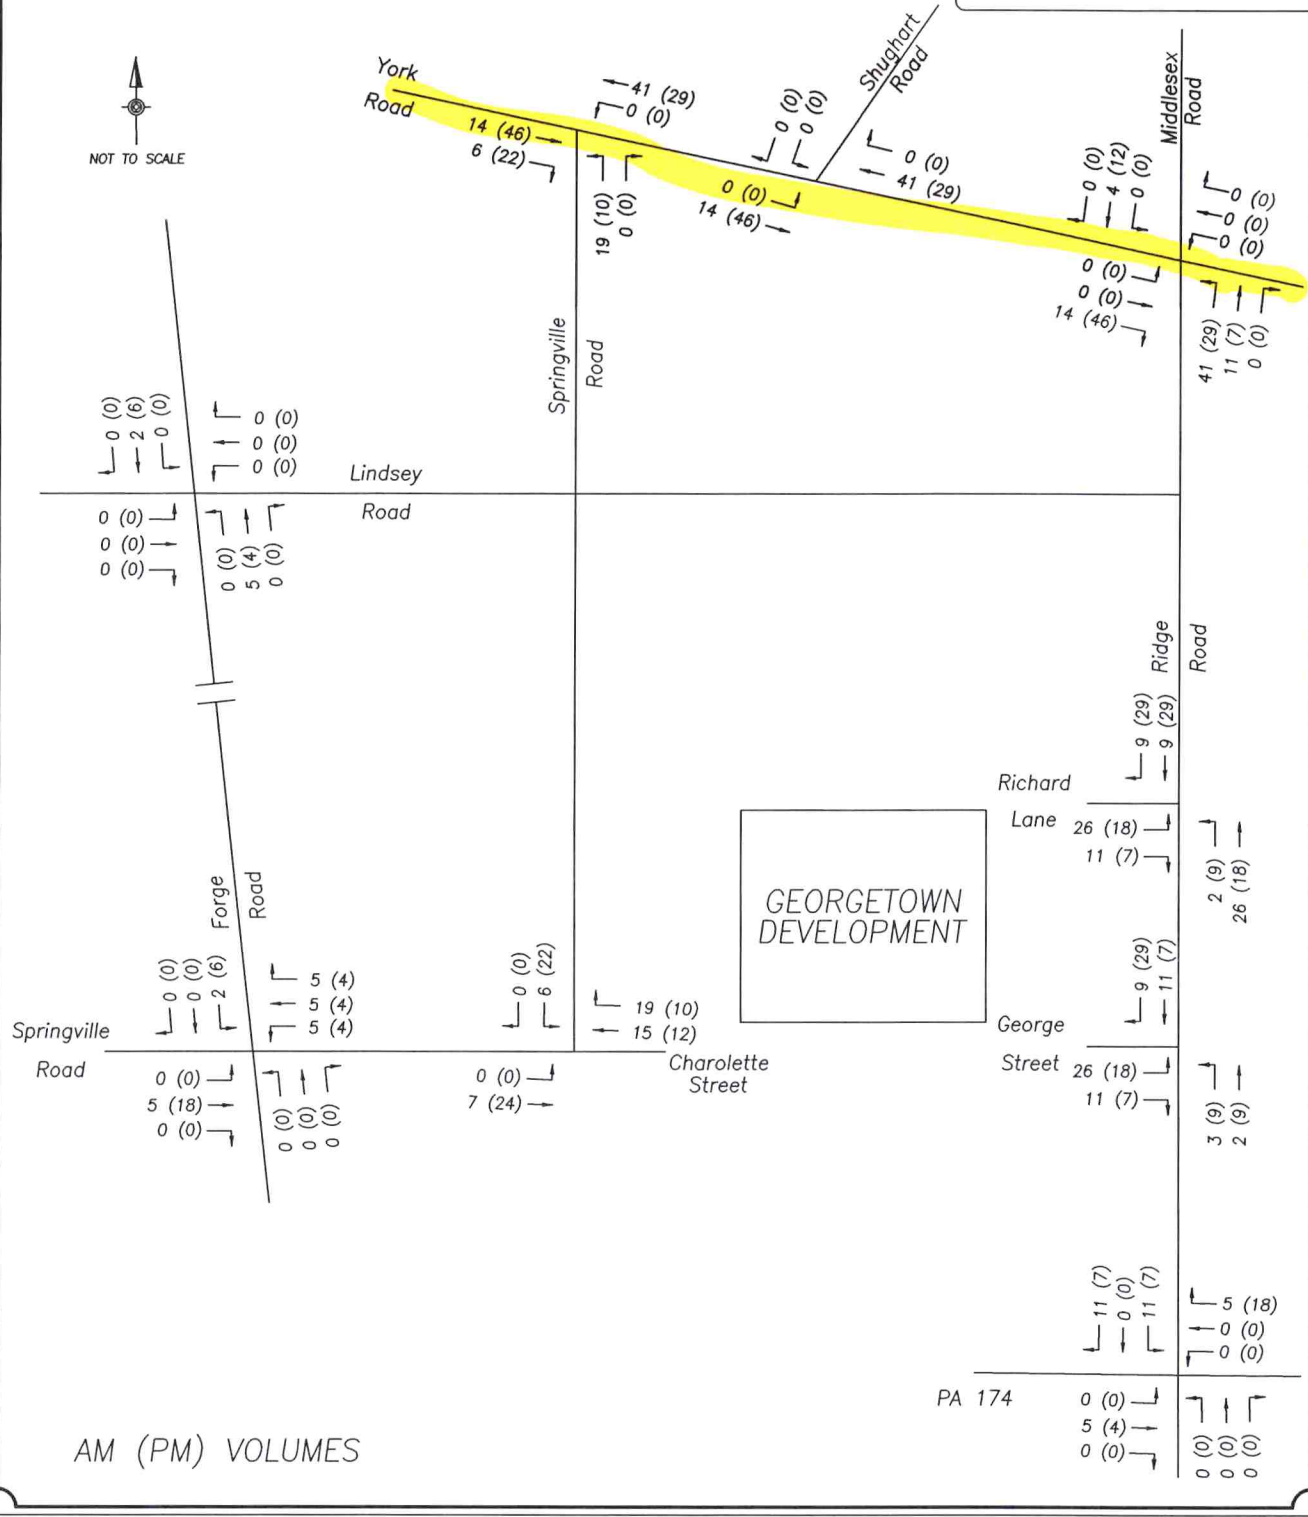 Shughart
Road
Middlesex
Road
York
Road
NOT TO SCALE
41 (29)
0 (0)
14 (46)
6 (22)
19 (10)
0 (0)
0 (0)
0 (0)
0 (0)
41 (29)
0 (0)
14 (46)
0 (0)
4 (12)
0 (0)
0 (0)
0 (0)
0 (0)
0 (0)
0 (0)
14 (46)
41 (29)
11 (7)
0 (0)
Springville
Road
0 (0)
2 (6)
0 (0)
0 (0)
0 (0)
0 (0)
Lindsey
Road
0 (0)
0 (0)
0 (0)
0 (0)
5 (4)
0 (0)
Ridge
Road
9 (29)
9 (29)
Richard
Lane
26 (18)
11 (7)
2 (9)
26 (18)
GEORGETOWN
DEVELOPMENT
Forge
Road
0 (0)
0 (0)
2 (6)
5 (4)
5 (4)
5 (4)
0 (0)
6 (22)
19 (10)
15 (12)
9 (29)
11 (7)
George
Street
26 (18)
11 (7)
3 (9)
2 (9)
Springville
Road
0 (0)
5 (18)
0 (0)
0 (0)
0 (0)
0 (0)
0 (0)
7 (24)
Charolette
Street
11 (7)
0 (0)
11 (7)
5 (18)
0 (0)
0 (0)
PA 174
0 (0)
5 (4)
0 (0)
0 (0)
0 (0)
0 (0)
AM (PM) VOLUMES